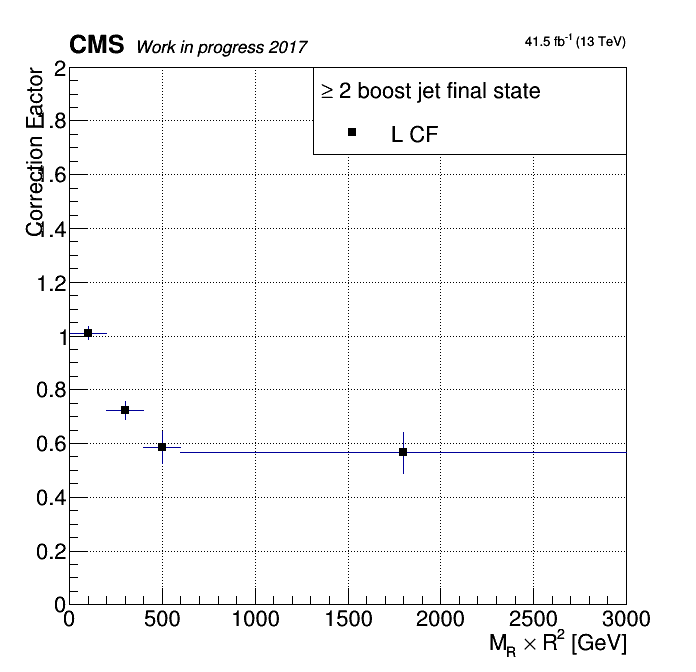 CMS Work in progress 2017
41.5 fb⁻¹ (13 TeV)
Correction Factor
≥ 2 boost jet final state
L CF
2
1.8
1.6
1.4
1.2
1
0.8
0.6
0.4
0.2
0
0 500 1000 1500 2000 2500 3000
M_R × R² [GeV]